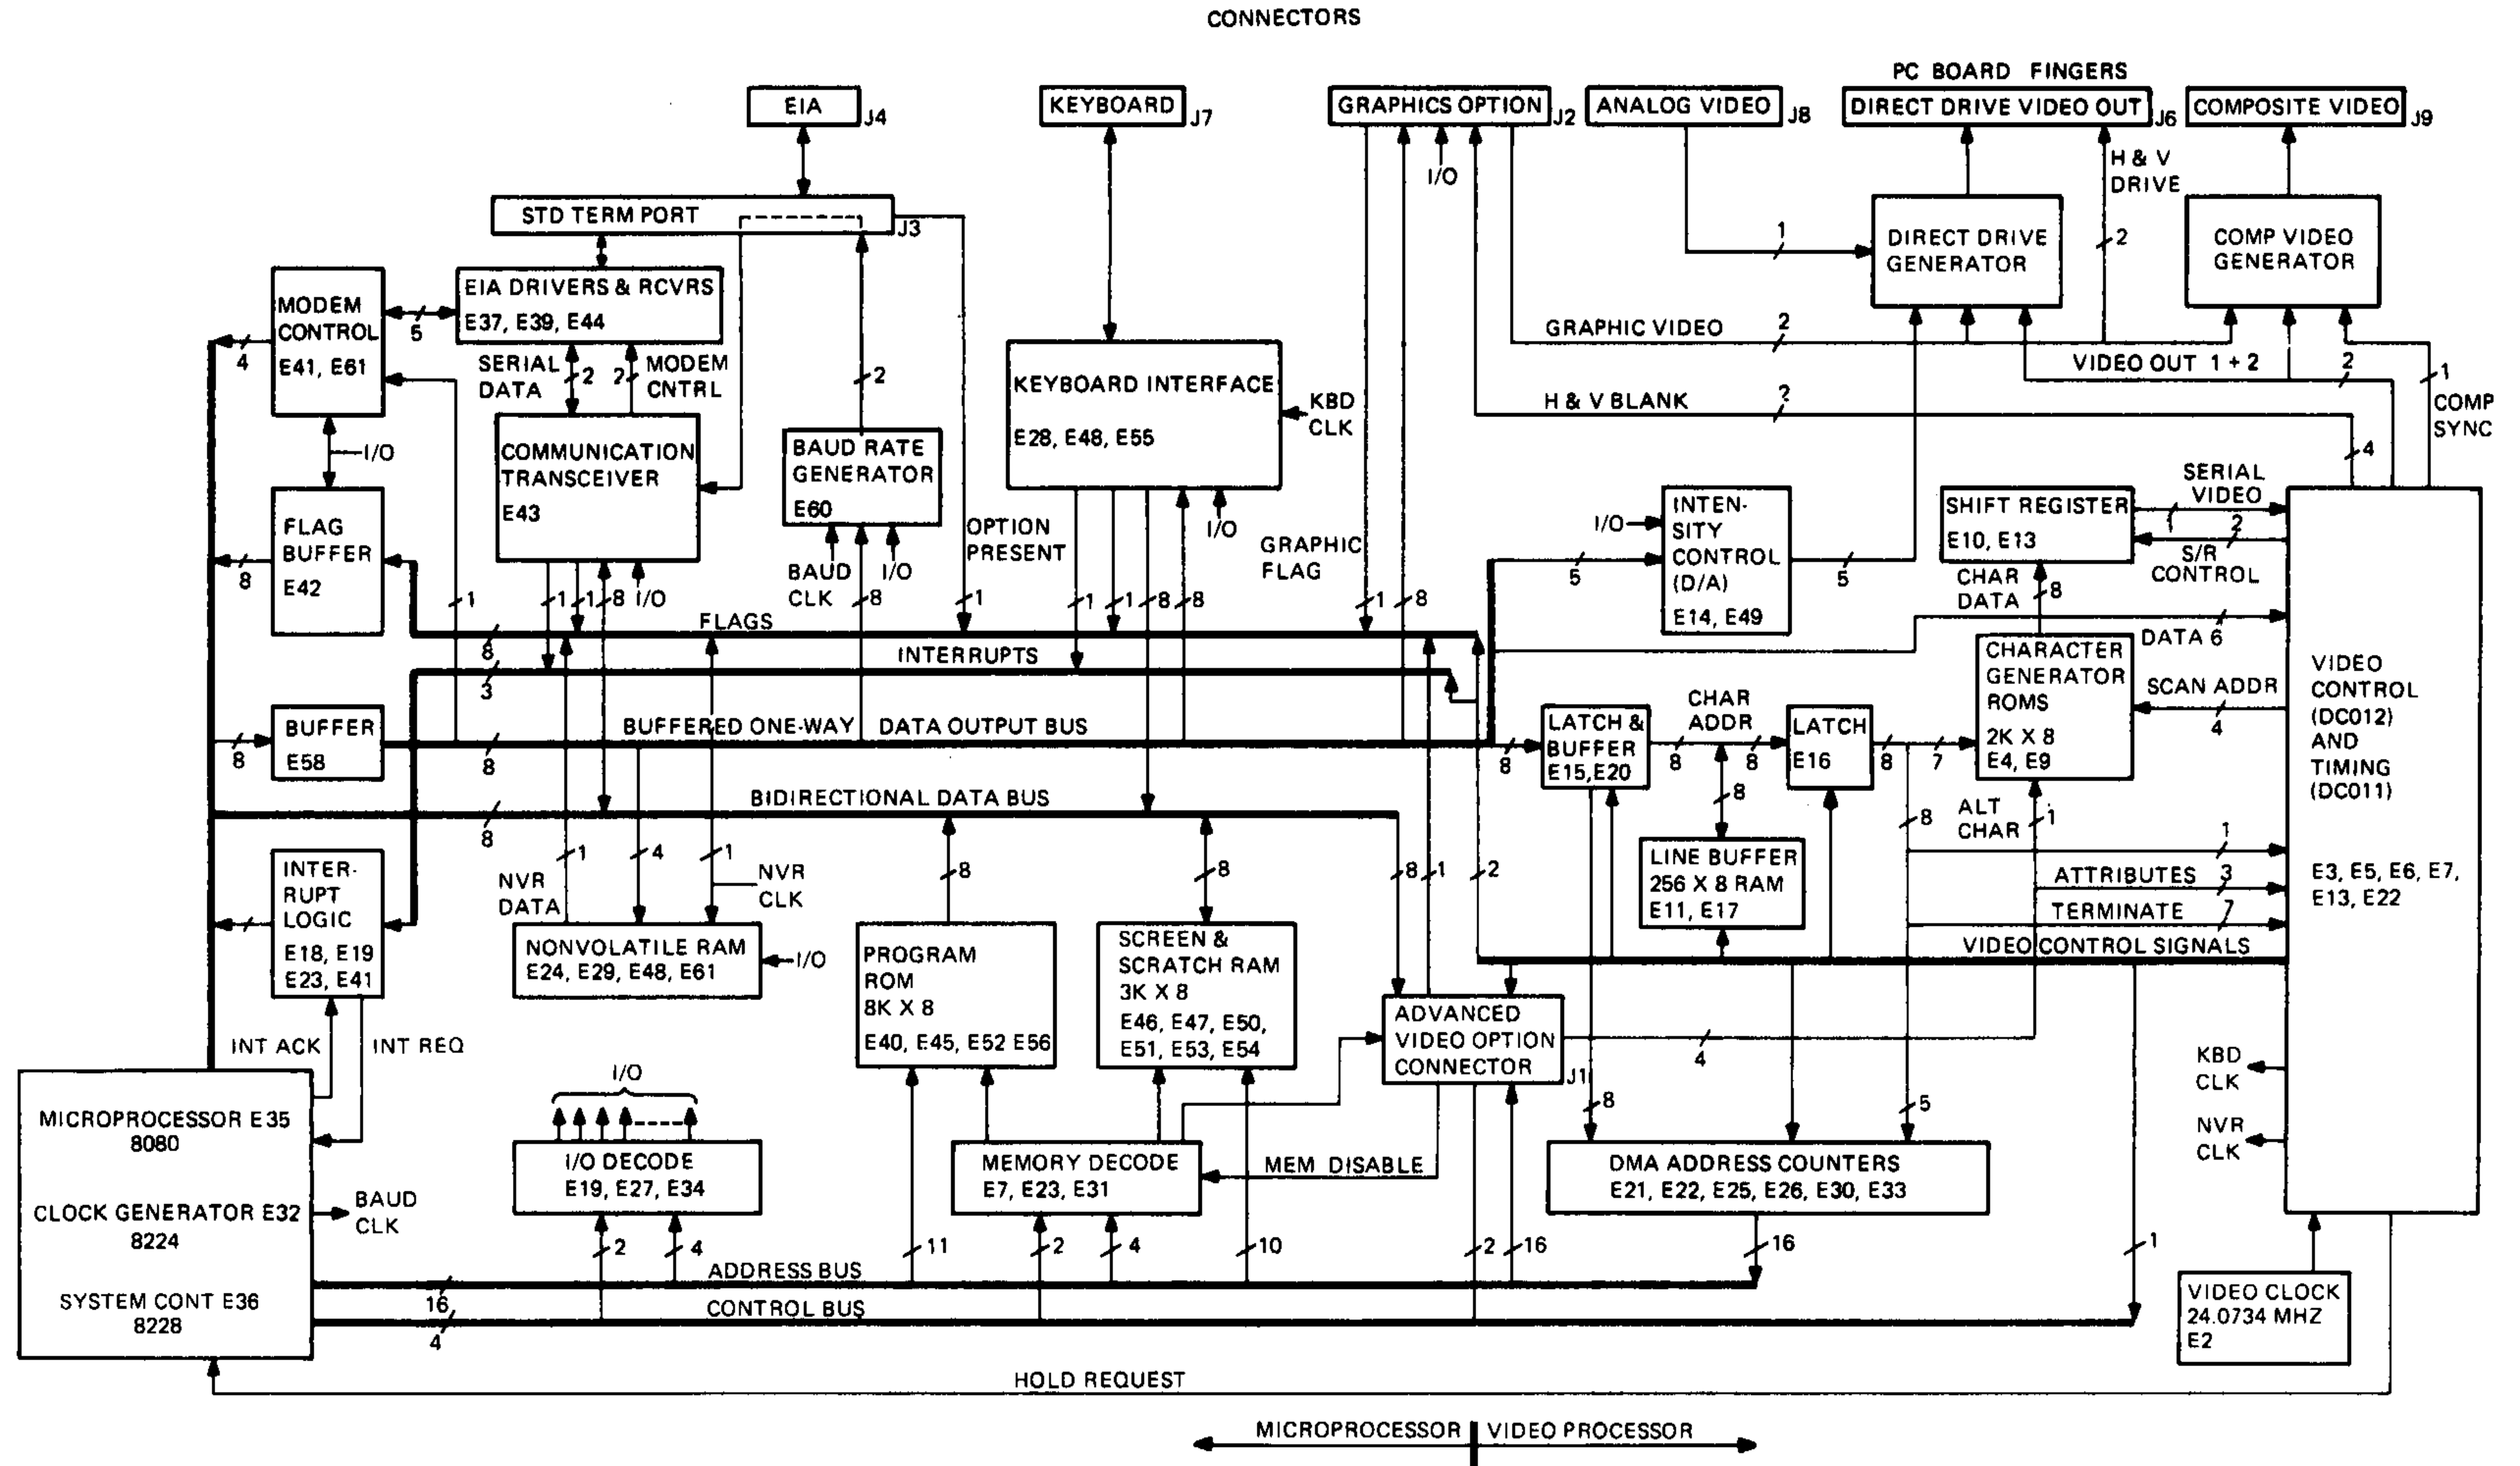 CONNECTORS
PC BOARD FINGERS
EIA
J4
KEYBOARD
J7
GRAPHICS OPTION
J2
ANALOG VIDEO
J8
DIRECT DRIVE VIDEO OUT
J6
COMPOSITE VIDEO
J9
I/O
H & V
DRIVE
STD TERM PORT
J3
1
DIRECT DRIVE
GENERATOR
2
COMP VIDEO
GENERATOR
MODEM
CONTROL
E41, E61
4
5
EIA DRIVERS & RCVRS
E37, E39, E44
SERIAL
DATA
2
2
MODEM
CNTRL
2
KEYBOARD INTERFACE
E28, E48, E55
KBD
CLK
GRAPHIC VIDEO
2
VIDEO OUT 1 + 2
2
1
H & V BLANK
2
COMP
SYNC
4
I/O
COMMUNICATION
TRANSCEIVER
E43
BAUD RATE
GENERATOR
E60
I/O
OPTION
PRESENT
GRAPHIC
FLAG
I/O
INTEN-
SITY
CONTROL
(D/A)
E14, E49
5
5
SHIFT REGISTER
E10, E13
SERIAL
VIDEO
2
S/R
CONTROL
CHAR
DATA
8
FLAG
BUFFER
E42
8
1
1
1
8
I/O
BAUD
CLK
I/O
8
1
1
1
8
8
1
8
FLAGS
8
INTERRUPTS
3
DATA 6
CHARACTER
GENERATOR
ROMS
2K X 8
E4, E9
SCAN ADDR
4
VIDEO
CONTROL
(DC012)
AND
TIMING
(DC011)
E3, E5, E6, E7,
E13, E22
BUFFER
E58
8
BUFFERED ONE-WAY DATA OUTPUT BUS
8
8
LATCH &
BUFFER
E15,E20
CHAR
ADDR
8
8
LATCH
E16
8
7
8
BIDIRECTIONAL DATA BUS
8
8
ALT
CHAR
1
1
INTER-
RUPT
LOGIC
E18, E19
E23, E41
NVR
DATA
1
4
1
NVR
CLK
8
8
8
1
2
LINE BUFFER
256 X 8 RAM
E11, E17
ATTRIBUTES 3
TERMINATE 7
VIDEO CONTROL SIGNALS
NONVOLATILE RAM
E24, E29, E48, E61
I/O
PROGRAM
ROM
8K X 8
E40, E45, E52 E56
SCREEN &
SCRATCH RAM
3K X 8
E46, E47, E50,
E51, E53, E54
ADVANCED
VIDEO OPTION
CONNECTOR
J1
4
INT ACK
INT REQ
KBD
CLK
NVR
CLK
I/O
8
5
MICROPROCESSOR E35
8080
CLOCK GENERATOR E32
8224
SYSTEM CONT E36
8228
BAUD
CLK
I/O DECODE
E19, E27, E34
MEMORY DECODE
E7, E23, E31
MEM DISABLE
DMA ADDRESS COUNTERS
E21, E22, E25, E26, E30, E33
2
4
11
2
4
10
2
16
16
1
ADDRESS BUS
16
CONTROL BUS
4
VIDEO CLOCK
24.0734 MHZ
E2
HOLD REQUEST
MICROPROCESSOR
VIDEO PROCESSOR